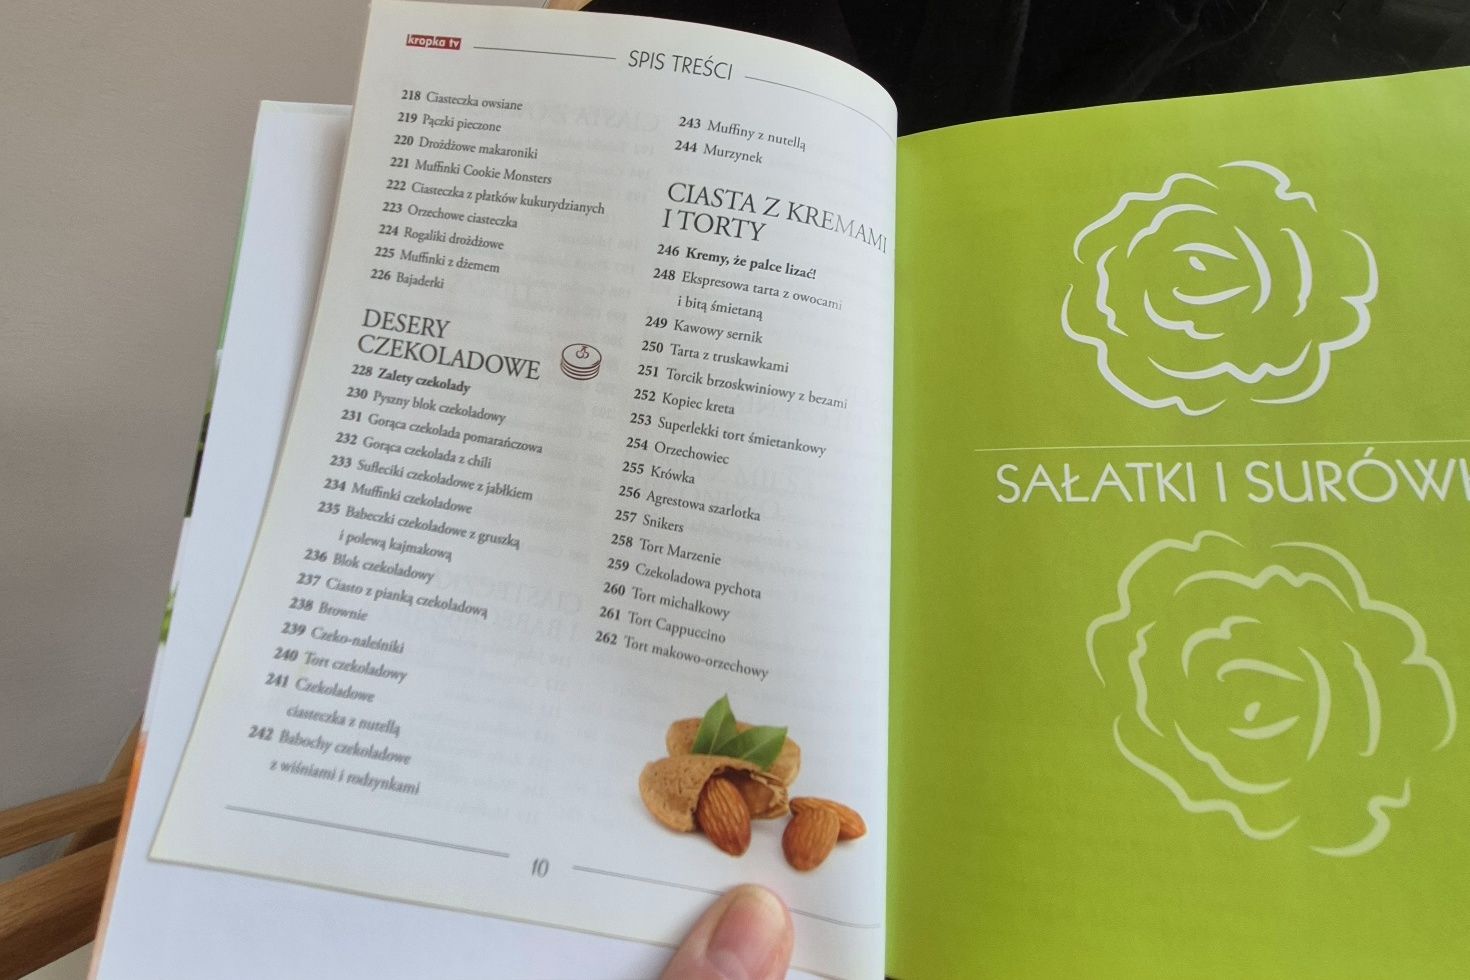 kropka tv
SPIS TREŚCI
218 Ciasteczka owsiane
219 Pączki pieczone
220 Drożdżowe makaroniki
221 Muffinki Cookie Monsters
222 Ciasteczka z płatków kukurydzianych
223 Orzechowe ciasteczka
224 Rogaliki drożdżowe
225 Muffinki z dżemem
226 Bajaderki
DESERY
CZEKOLADOWE
228 Zalety czekolady
230 Pyszny blok czekoladowy
231 Gorąca czekolada pomarańczowa
232 Gorąca czekolada z chili
233 Sufleciki czekoladowe z jabłkiem
234 Muffinki czekoladowe
235 Babeczki czekoladowe z gruszką
i polewą kajmakową
236 Blok czekoladowy
237 Ciasto z pianką czekoladową
238 Brownie
239 Czeko-naleśniki
240 Tort czekoladowy
241 Czekoladowe
ciasteczka z nutellą
242 Babochy czekoladowe
z wiśniami i rodzynkami
243 Muffiny z nutellą
244 Murzynek
CIASTA Z KREMAMI
I TORTY
246 Kremy, że palce lizać!
248 Ekspresowa tarta z owocami
i bitą śmietaną
249 Kawowy sernik
250 Tarta z truskawkami
251 Torcik brzoskwiniowy z bezami
252 Kopiec kreta
253 Superlekki tort śmietankowy
254 Orzechowiec
255 Krówka
256 Agrestowa szarlotka
257 Snikers
258 Tort Marzenie
259 Czekoladowa pychota
260 Tort michałkowy
261 Tort Cappuccino
262 Tort makowo-orzechowy
10
SAŁATKI I SURÓWK